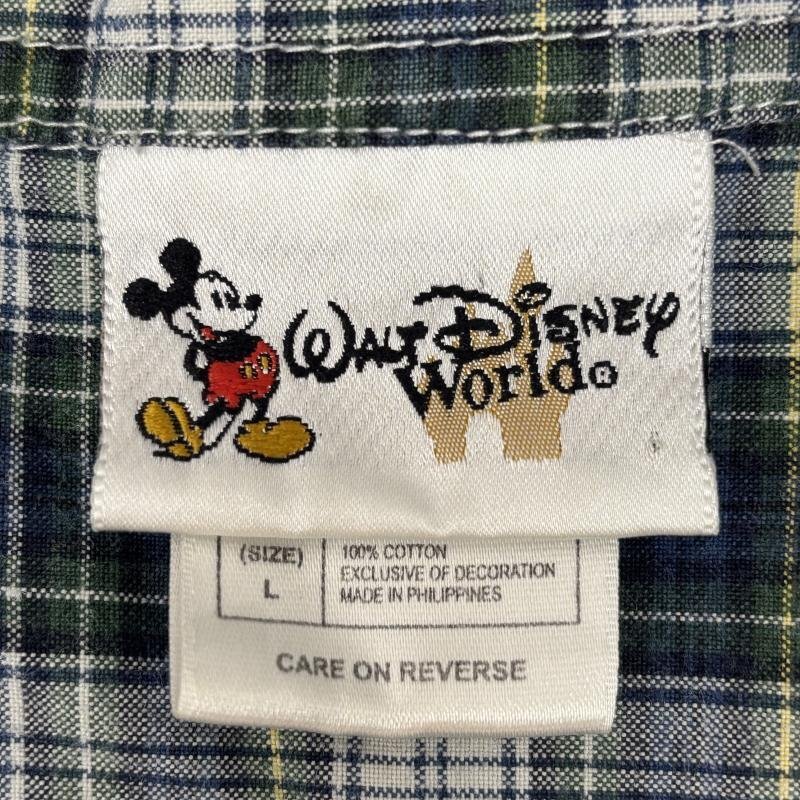 WALT DISNEY
World®
(SIZE)
L
100% COTTON
EXCLUSIVE OF DECORATION
MADE IN PHILIPPINES
CARE ON REVERSE